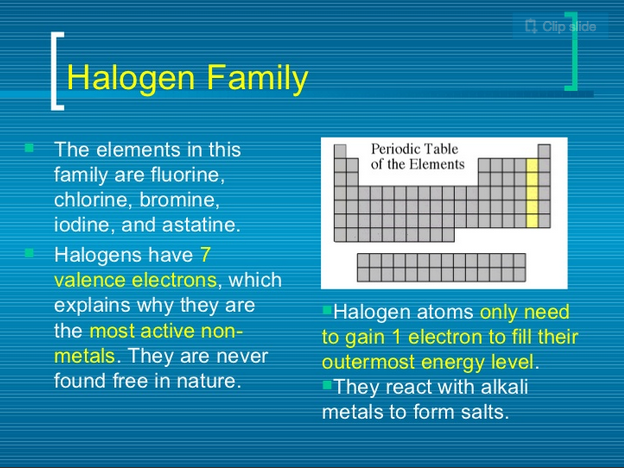 Clip slide
Halogen Family
The elements in this
family are fluorine,
chlorine, bromine,
iodine, and astatine.
Halogens have 7
valence electrons, which
explains why they are
the most active non-
metals. They are never
found free in nature.
Periodic Table
of the Elements
Halogen atoms only need
to gain 1 electron to fill their
outermost energy level.
They react with alkali
metals to form salts.